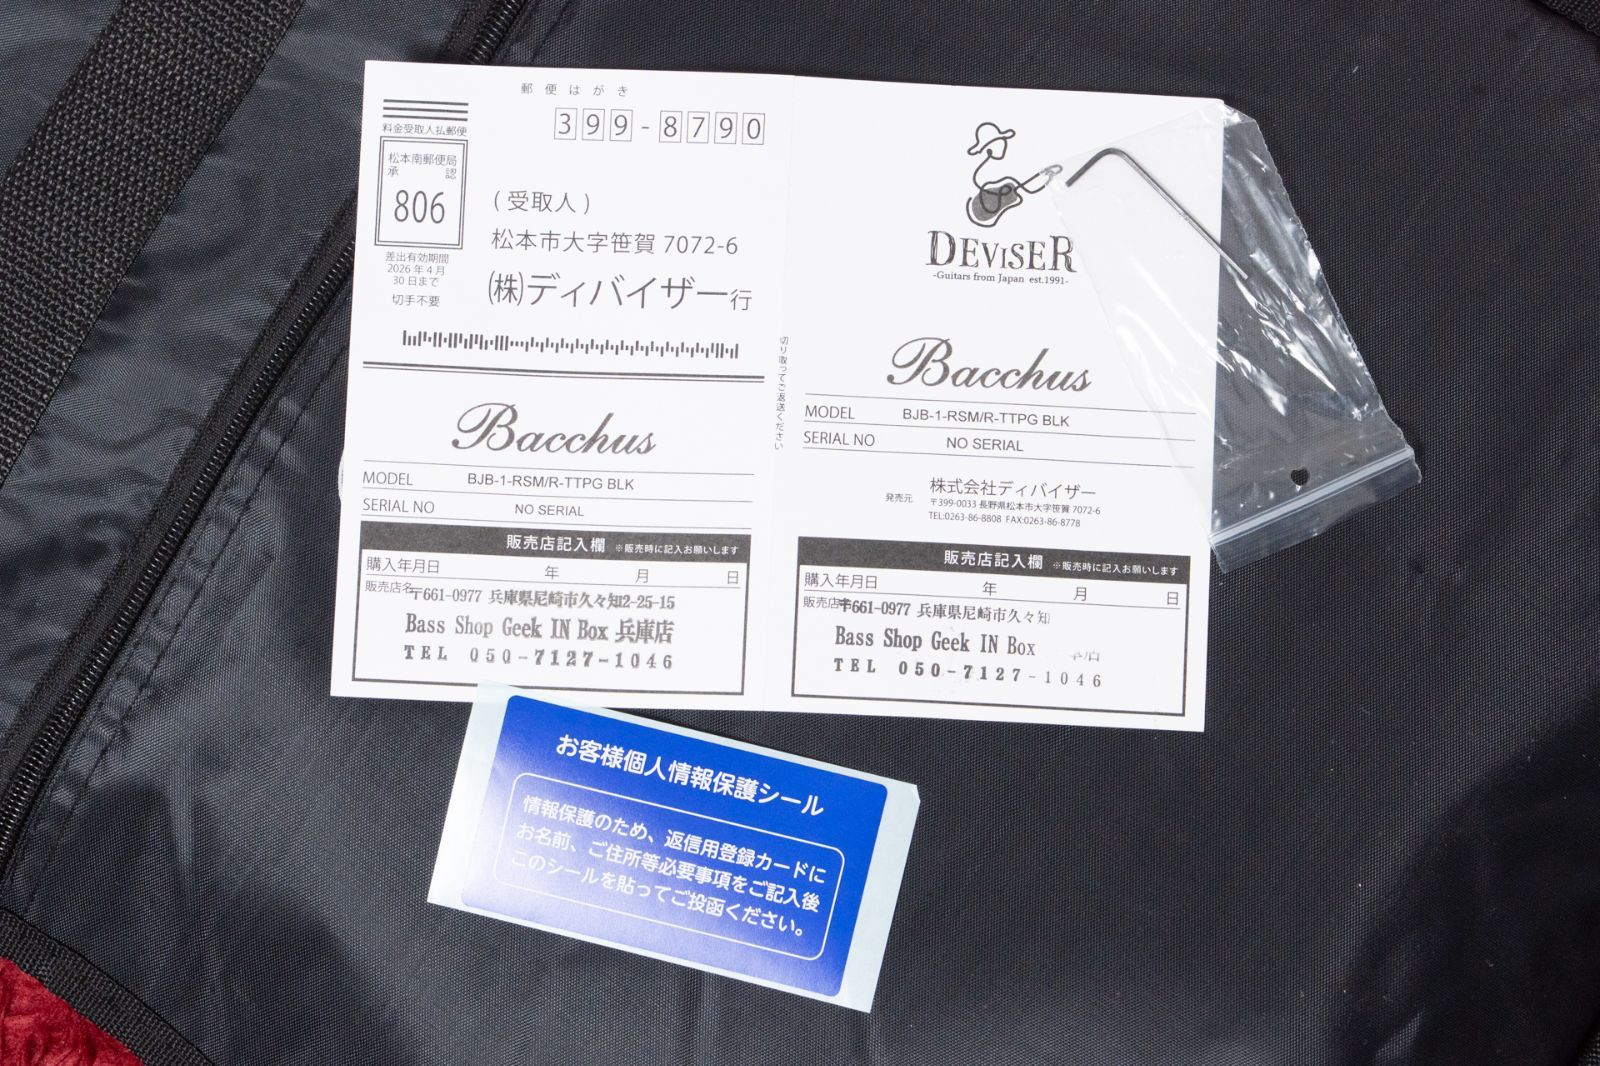 郵便はがき
399-8790
料金受取人払郵便
松本南郵便局
承認
806
差出有効期間
2026年4月
30日まで
切手不要
(受取人)
松本市大字笹賀 7072-6
(株)ディバイザー行
Bacchus
MODEL BJB-1-RSM/R-TTPG BLK
SERIAL NO NO SERIAL
販売店記入欄 ※販売時に記入お願いします
購入年月日 年 月 日
販売店名
〒661-0977 兵庫県尼崎市久々知2-25-15
Bass Shop Geek IN Box 兵庫店
TEL 050-7127-1046
切り取ってご返送ください
DEVISER
-Guitars from Japan est.1991-
Bacchus
MODEL BJB-1-RSM/R-TTPG BLK
SERIAL NO NO SERIAL
発売元 株式会社ディバイザー
〒399-0033 長野県松本市大字笹賀 7072-6
TEL:0263-86-8808 FAX:0263-86-8778
販売店記入欄 ※販売時に記入お願いします
購入年月日 年 月 日
販売店名
〒661-0977 兵庫県尼崎市久々知
Bass Shop Geek IN Box
TEL 050-7127-1046
お客様個人情報保護シール
情報保護のため、返信用登録カードに
お名前、ご住所等必要事項をご記入後
このシールを貼ってご投函ください。